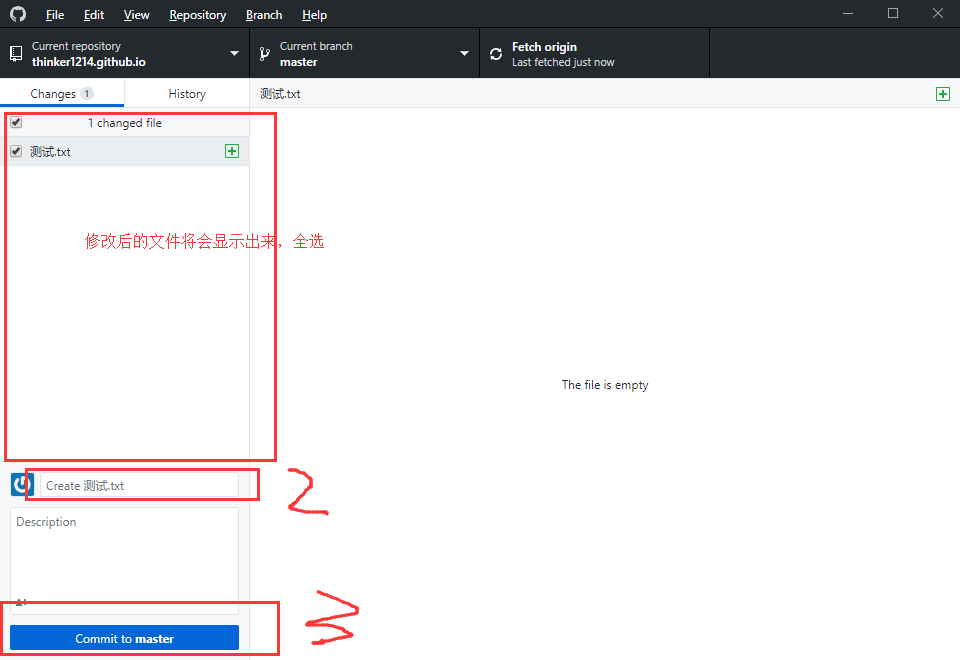 File Edit View Repository Branch Help
Current repository
thinker1214.github.io
Current branch
master
Fetch origin
Last fetched just now
Changes 1
History
测试.txt
1 changed file
测试.txt
修改后的文件将会显示出来，全选
The file is empty
Create 测试.txt
2
Description
3
Commit to master